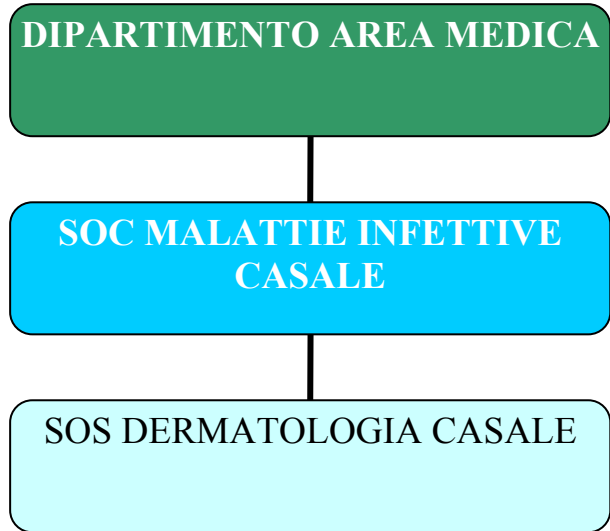 DIPARTIMENTO AREA MEDICA
SOC MALATTIE INFETTIVE
CASALE
SOS DERMATOLOGIA CASALE